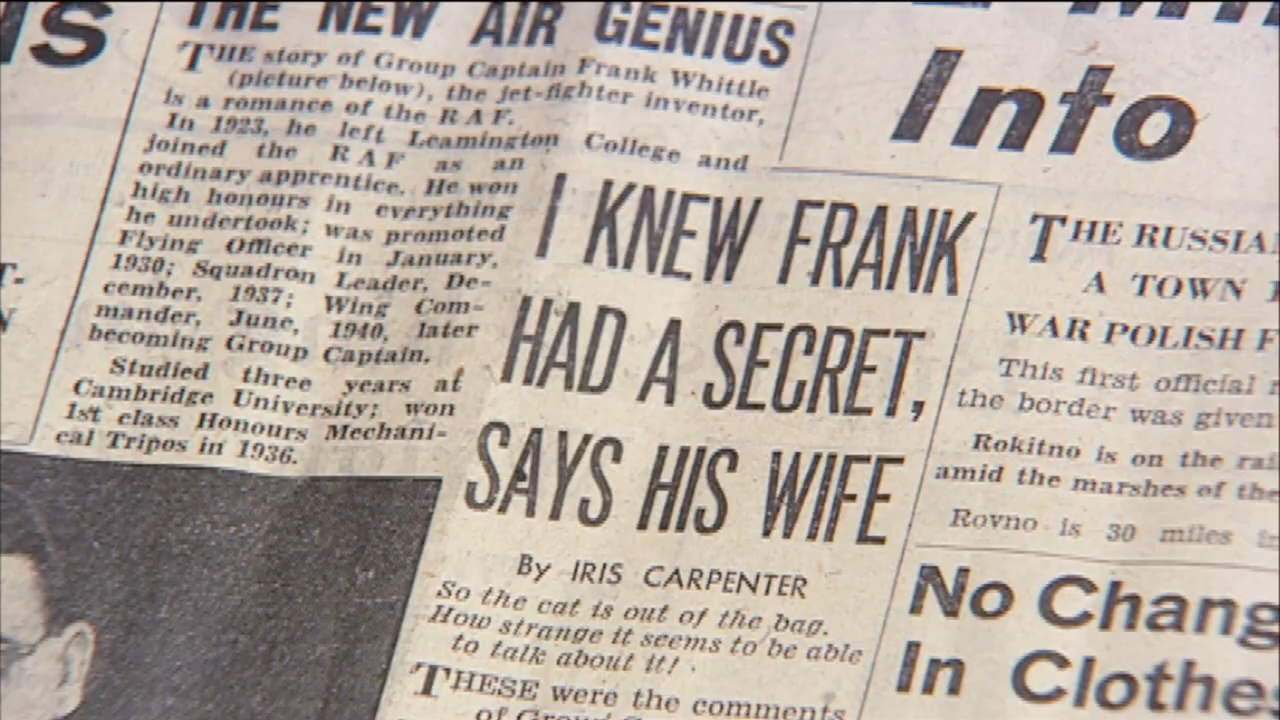 THE NEW AIR GENIUS
THE story of Group Captain Frank Whittle
(picture below), the jet-fighter inventor,
is a romance of the RAF.
In 1923, he left Leamington College and
joined the RAF as an
ordinary apprentice. He won
high honours in everything
he undertook; was promoted
Flying Officer in January,
1930; Squadron Leader, De-
cember, 1937; Wing Com-
mander, June, 1940, later
becoming Group Captain.
Studied three years at
Cambridge University; won
1st class Honours Mechani-
cal Tripos in 1936.
I KNEW FRANK
HAD A SECRET,
SAYS HIS WIFE
By IRIS CARPENTER
So the cat is out of the bag.
How strange it seems to be able
to talk about it!
THESE were the comments
Into
THE RUSSIA
A TOWN
WAR POLISH F
This first official
the border was given
Rokitno is on the rai
amid the marshes of the
Rovno is 30 miles
No Chang
In Clothes